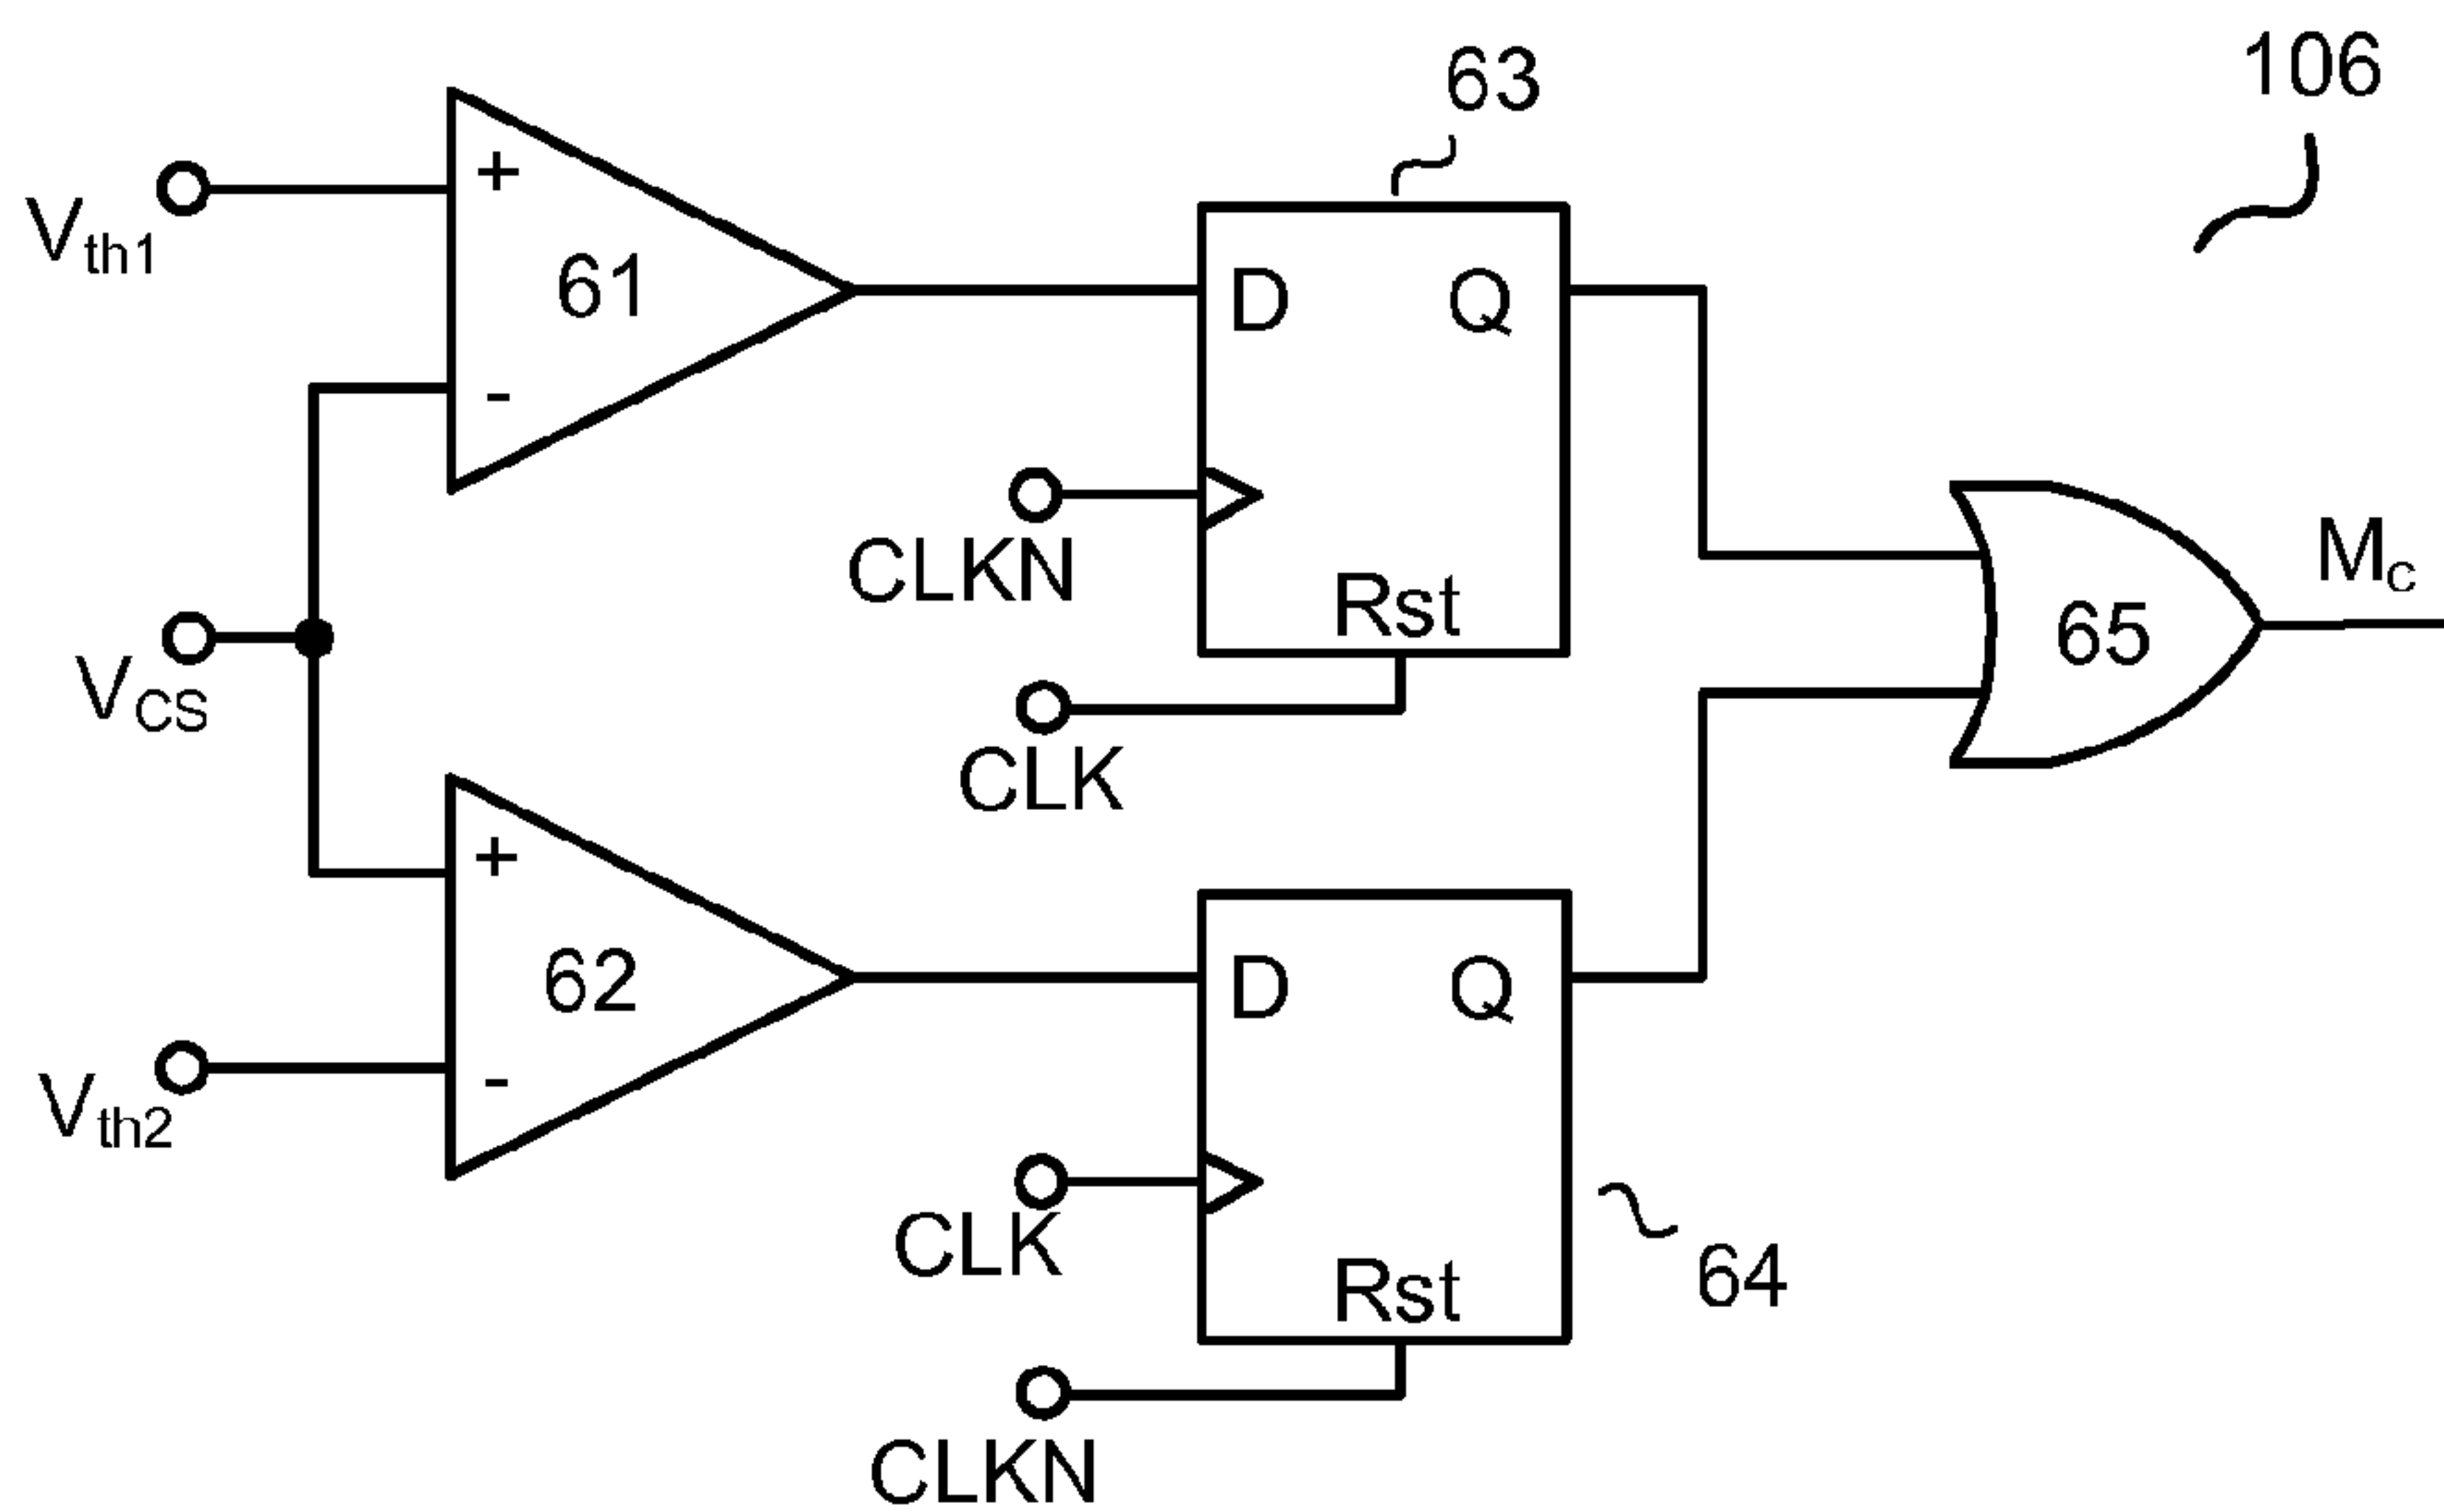 63
106
Vth1
+
61
-
D
Q
CLKN
Rst
Mc
65
VCS
CLK
+
62
-
Vth2
D
Q
CLK
Rst
64
CLKN